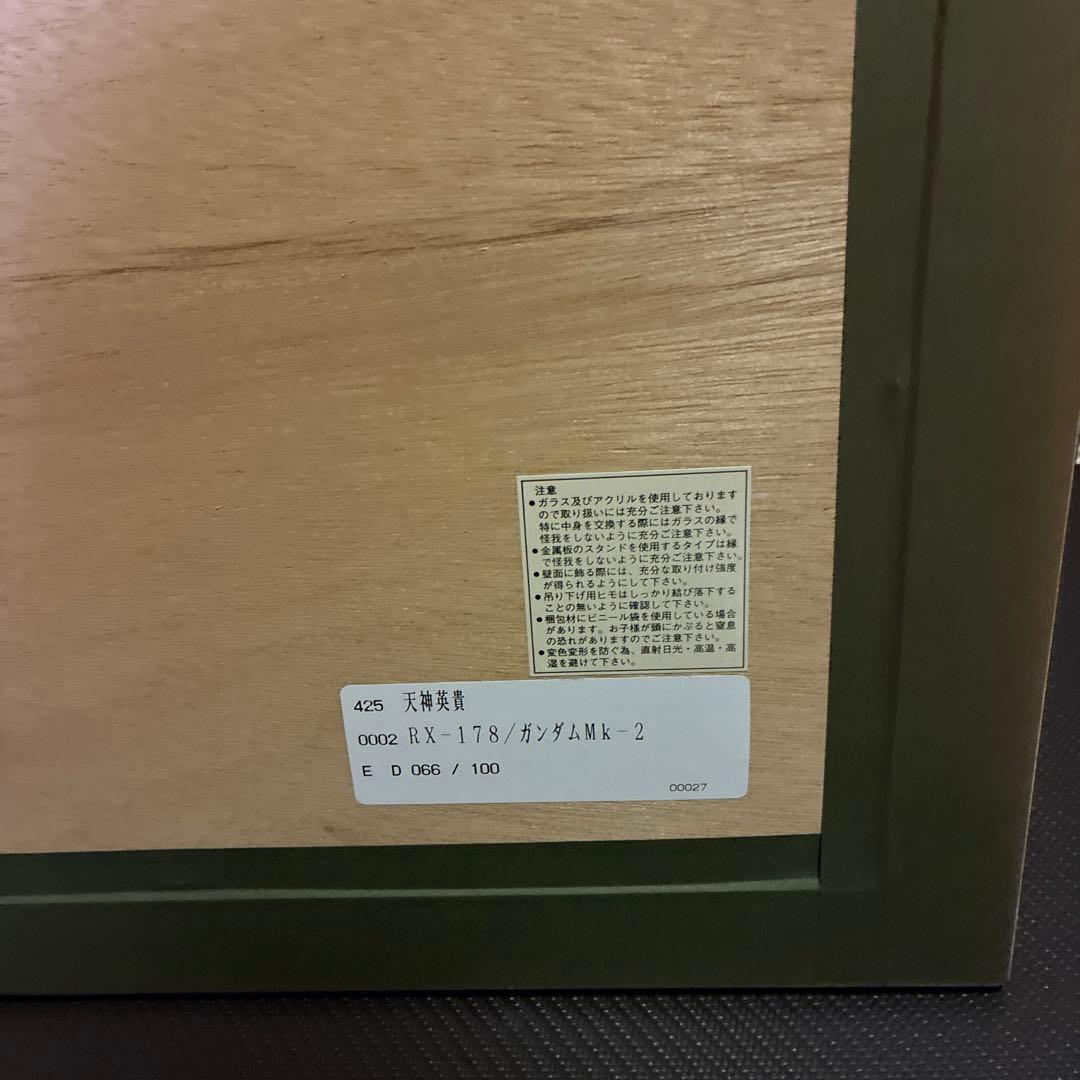 注意
●ガラス及びアクリルを使用しております
ので取り扱いには充分ご注意下さい。
特に中身を交換する際にはガラスの縁で
怪我をしないように充分ご注意下さい。
●金属板のスタンドを使用するタイプは縁
で怪我をしないように充分ご注意下さい。
●壁面に飾る際には、充分な取り付け強度
が得られるようにして下さい。
●吊り下げ用ヒモはしっかり結び落下する
ことの無いように確認して下さい。
●梱包材にビニール袋を使用している場合
があります。お子様が頭にかぶると窒息
の恐れがありますのでご注意下さい。
●変色変形を防ぐ為、直射日光・高温・高
湿を避けて下さい。
425 天神英貴
0002 RX-178/ガンダムMk-2
E D 066 / 100
00027